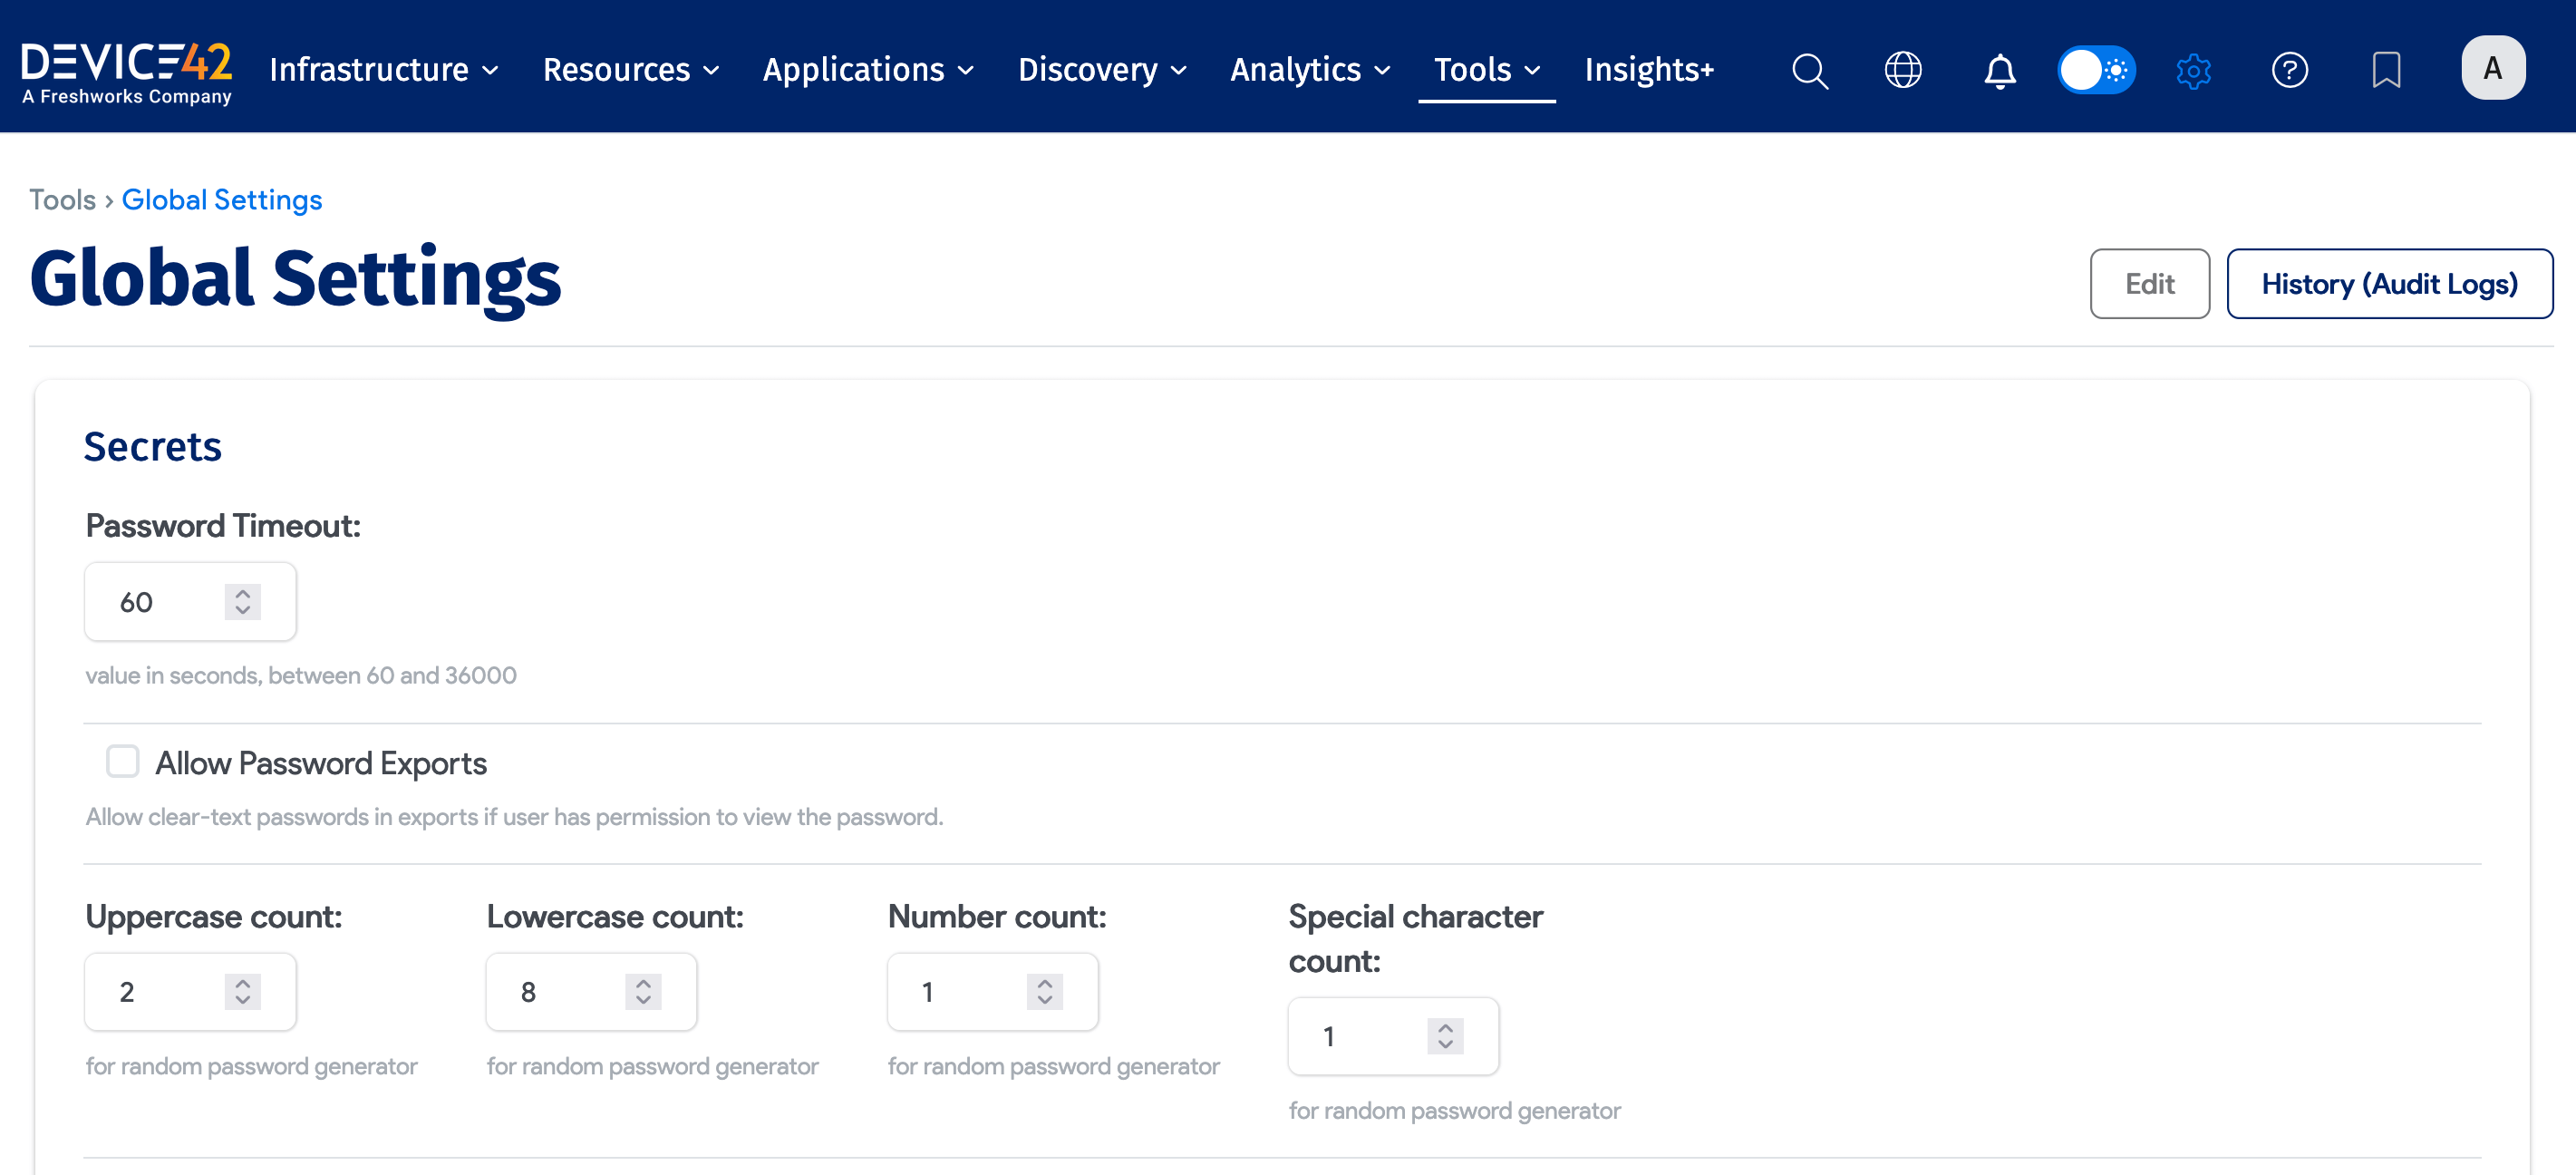 DEVICE42
A Freshworks Company
Infrastructure
Resources
Applications
Discovery
Analytics
Tools
Insights+
A
Tools › Global Settings
Global Settings
Edit
History (Audit Logs)
Secrets
Password Timeout:
60
value in seconds, between 60 and 36000
Allow Password Exports
Allow clear-text passwords in exports if user has permission to view the password.
Uppercase count:
2
for random password generator
Lowercase count:
8
for random password generator
Number count:
1
for random password generator
Special character
count:
1
for random password generator